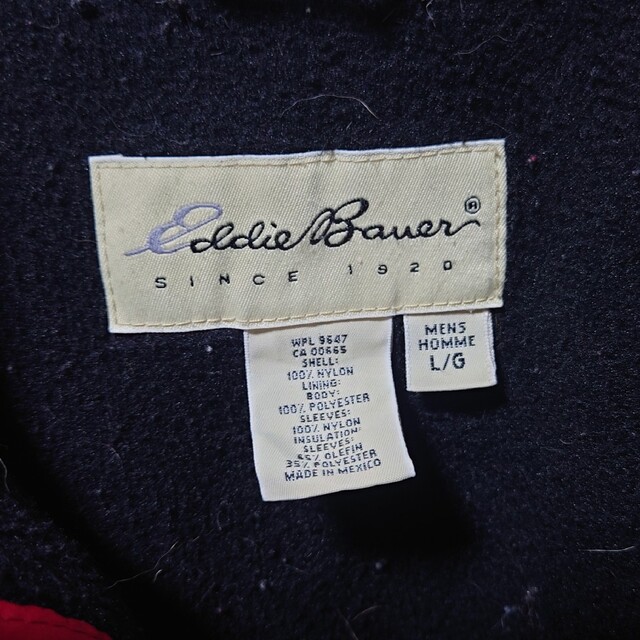 Eddie Bauer®
SINCE 1920
MENS
HOMME
L/G
WPL 9647
CA 00665
SHELL:
100% NYLON
LINING:
BODY:
100% POLYESTER
SLEEVES:
100% NYLON
INSULATION:
SLEEVES:
65% OLEFIN
35% POLYESTER
MADE IN MEXICO